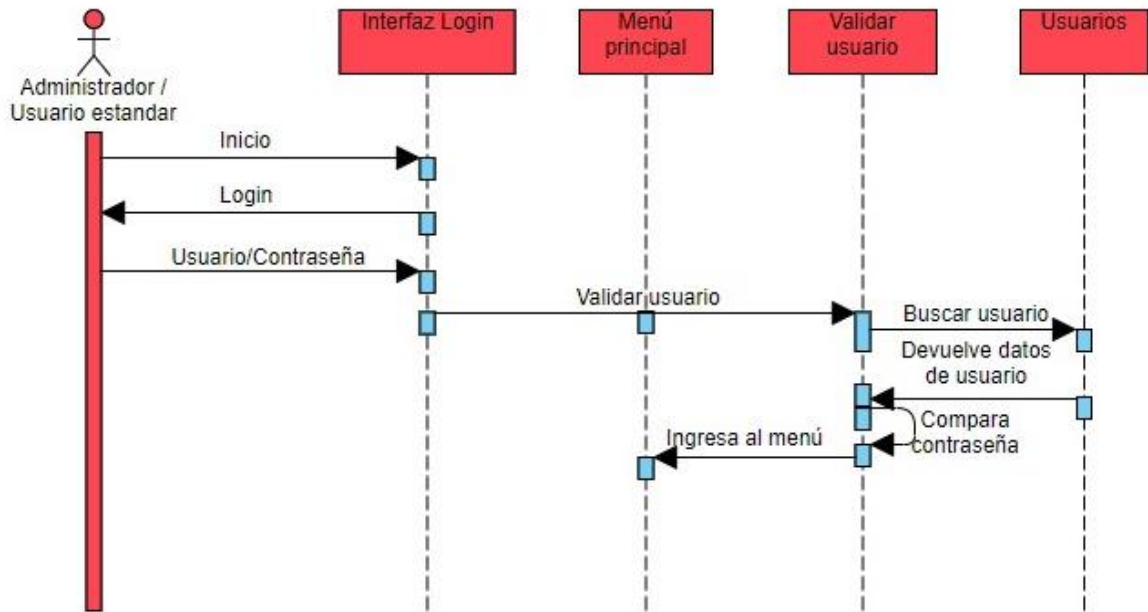 Interfaz Login
Menú
principal
Validar
usuario
Usuarios
Administrador /
Usuario estandar
Inicio
Login
Usuario/Contraseña
Validar usuario
Buscar usuario
Devuelve datos
de usuario
Compara
contraseña
Ingresa al menú